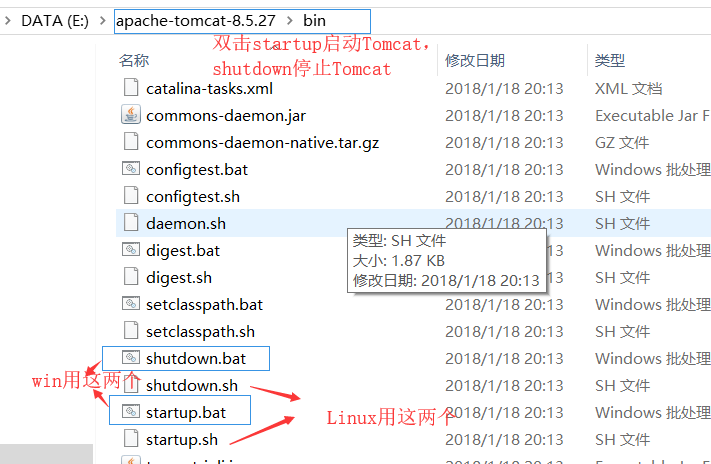 DATA (E:) > apache-tomcat-8.5.27 > bin
双击startup启动Tomcat，
shutdown停止Tomcat
名称 修改日期 类型
catalina-tasks.xml 2018/1/18 20:13 XML 文档
commons-daemon.jar 2018/1/18 20:13 Executable Jar F
commons-daemon-native.tar.gz 2018/1/18 20:13 GZ 文件
configtest.bat 2018/1/18 20:13 Windows 批处理
configtest.sh 2018/1/18 20:13 SH 文件
daemon.sh 2018/1/18 20:13 SH 文件
类型: SH 文件
大小: 1.87 KB
修改日期: 2018/1/18 20:13
digest.bat 2018/1/18 20:13 Windows 批处理
digest.sh 2018/1/18 20:13 SH 文件
setclasspath.bat 2018/1/18 20:13 Windows 批处理
setclasspath.sh 2018/1/18 20:13 SH 文件
shutdown.bat 2018/1/18 20:13 Windows 批处理
win用这两个
shutdown.sh 2018/1/18 20:13 SH 文件
startup.bat 2018/1/18 20:13 Windows 批处理
Linux用这两个
startup.sh 2018/1/18 20:13 SH 文件